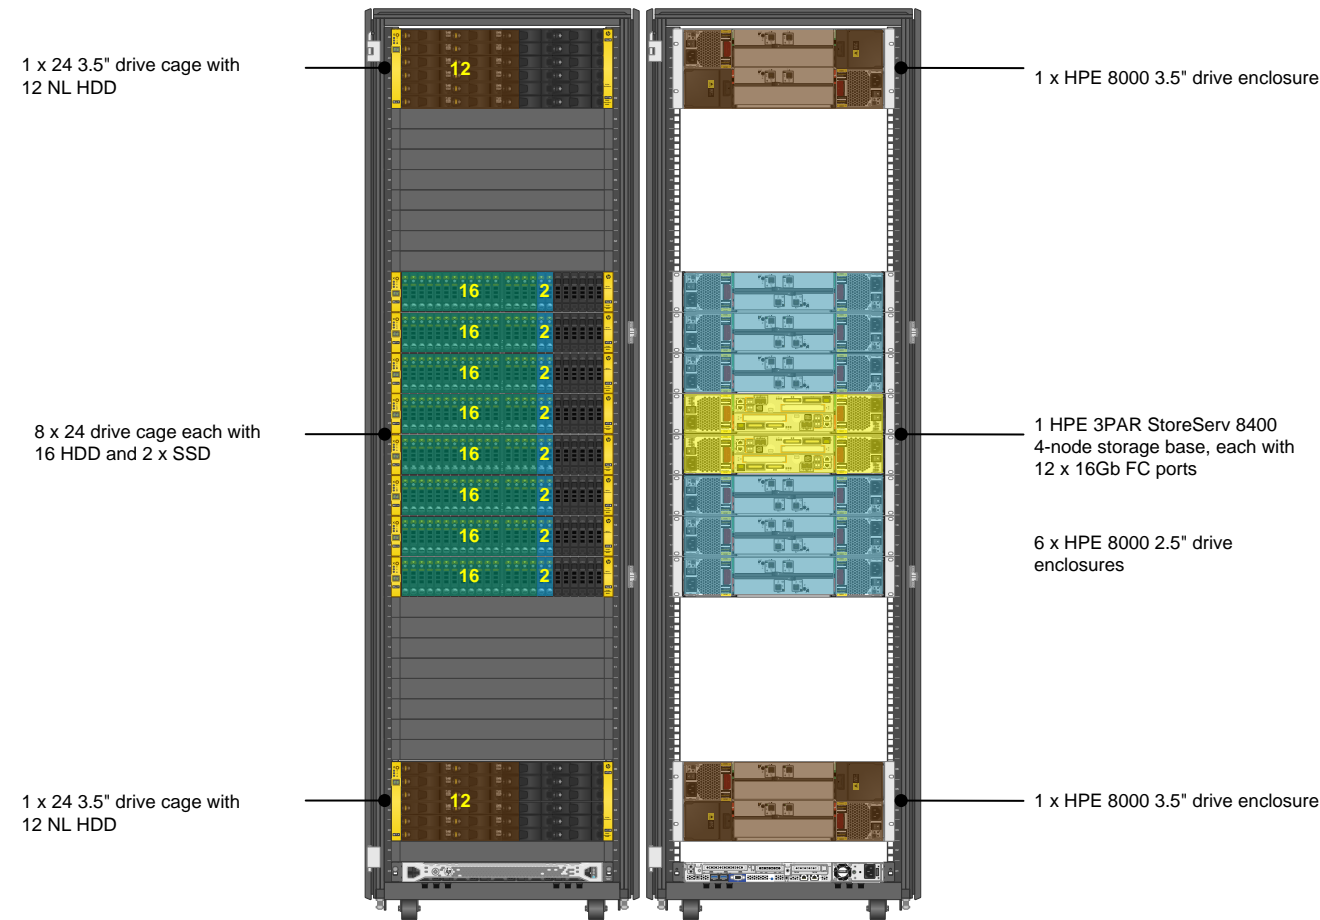 1 x 24 3.5" drive cage with
12 NL HDD
12
1 x HPE 8000 3.5" drive enclosure
16 2
16 2
16 2
16 2
16 2
16 2
16 2
16 2
8 x 24 drive cage each with
16 HDD and 2 x SSD
1 HPE 3PAR StoreServ 8400
4-node storage base, each with
12 x 16Gb FC ports
6 x HPE 8000 2.5" drive
enclosures
1 x 24 3.5" drive cage with
12 NL HDD
12
1 x HPE 8000 3.5" drive enclosure